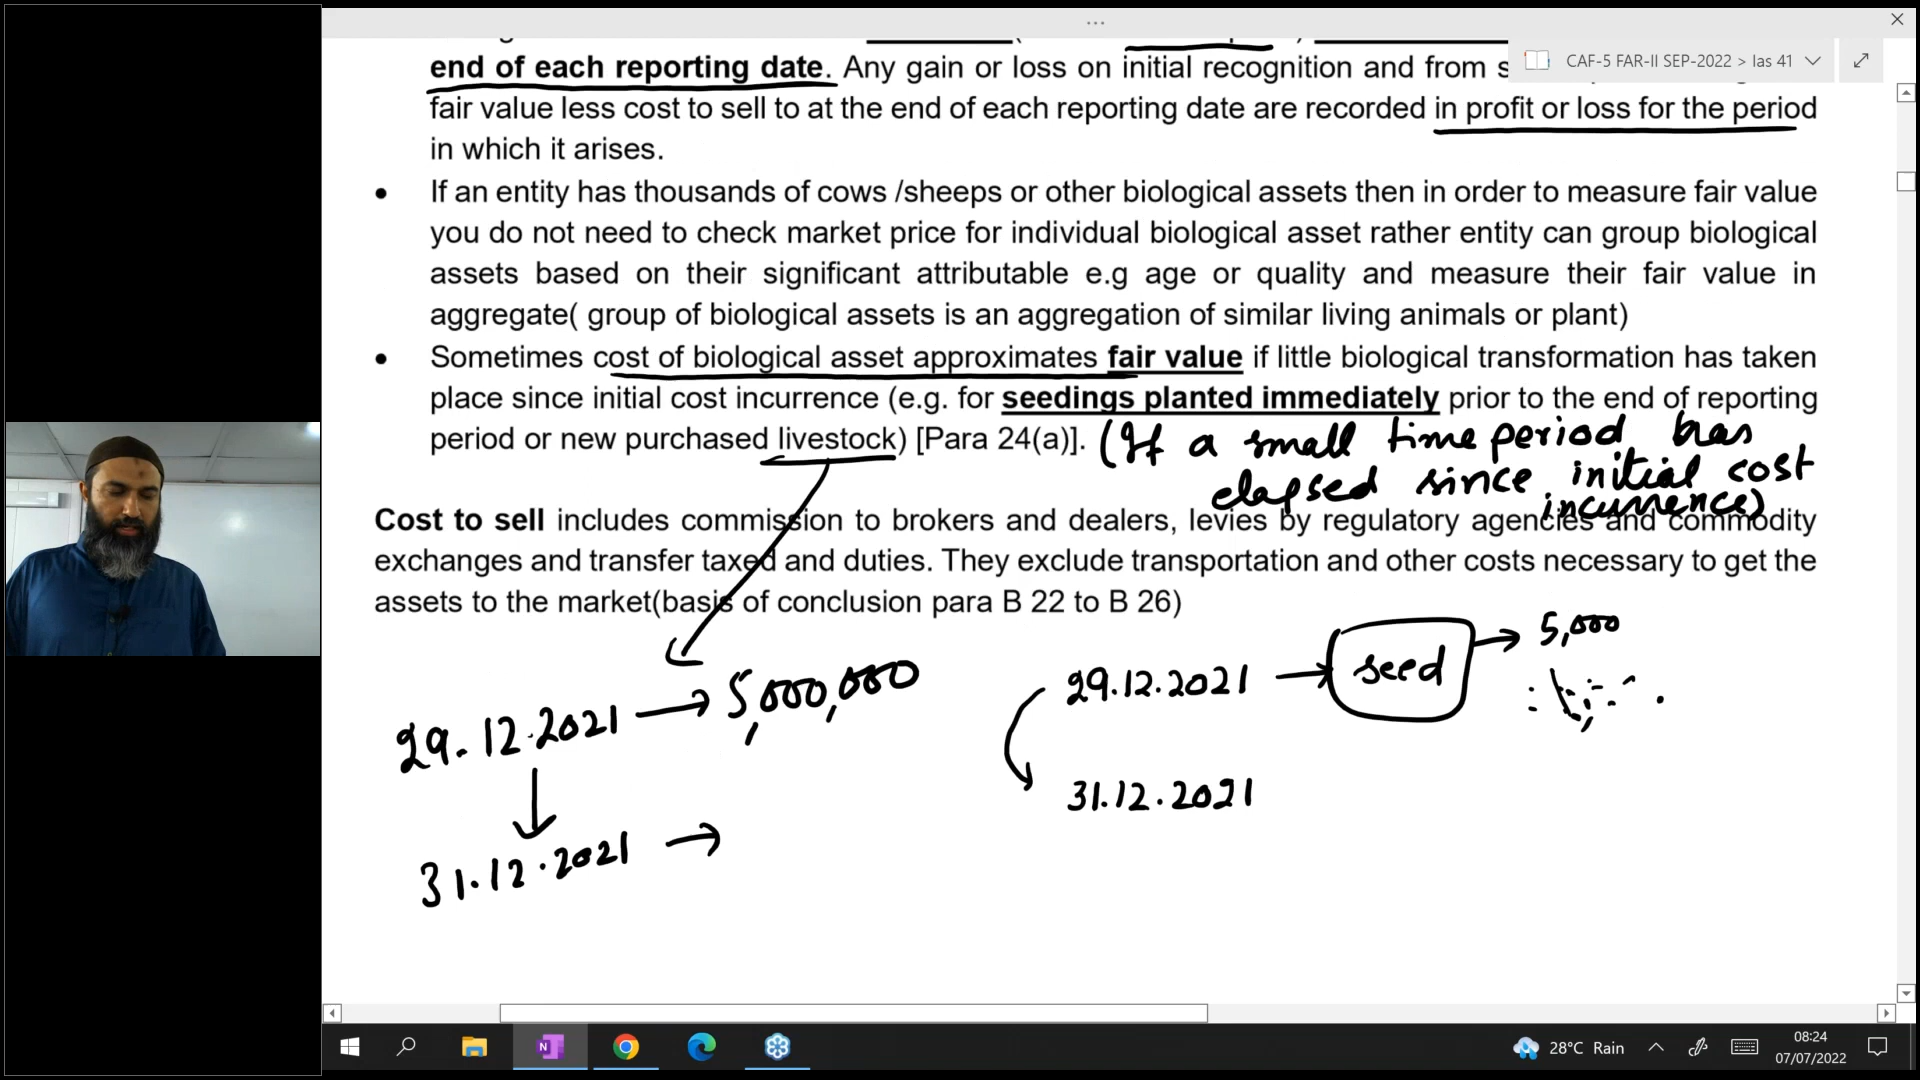 CAF-5 FAR-II SEP-2022 > Ias 41
end of each reporting date. Any gain or loss on initial recognition and from
fair value less cost to sell to at the end of each reporting date are recorded in profit or loss for the period
in which it arises.
• If an entity has thousands of cows /sheeps or other biological assets then in order to measure fair value
you do not need to check market price for individual biological asset rather entity can group biological
assets based on their significant attributable e.g age or quality and measure their fair value in
aggregate( group of biological assets is an aggregation of similar living animals or plant)
• Sometimes cost of biological asset approximates fair value if little biological transformation has taken
place since initial cost incurrence (e.g. for seedings planted immediately prior to the end of reporting
period or new purchased livestock) [Para 24(a)]. (If a small time period has
elapsed since initial cost
incurrence)
Cost to sell includes commission to brokers and dealers, levies by regulatory agencies and commodity
exchanges and transfer taxed and duties. They exclude transportation and other costs necessary to get the
assets to the market(basis of conclusion para B 22 to B 26)
29.12.2021 → 5,000,000
31.12.2021 →
29.12.2021 → seed → 5,000
31.12.2021
28°C Rain
08:24
07/07/2022